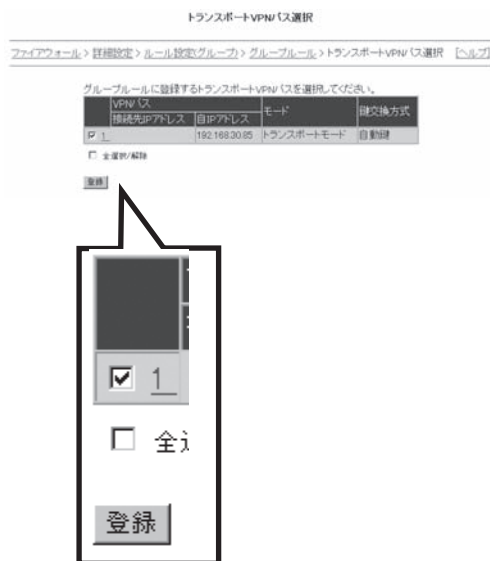 トランスポートVPNパス選択
ファイアウォール > 詳細設定 > ルール設定(グループ) > グループルール > トランスポートVPNパス選択 [ヘルプ]
グループルールに登録するトランスポートVPNパスを選択してください。
VPNパス モード 鍵交換方式
接続先IPアドレス 自IPアドレス
1 192.168.30.85 トランスポートモード 自動鍵
全選択/解除
登録
1
全
登録